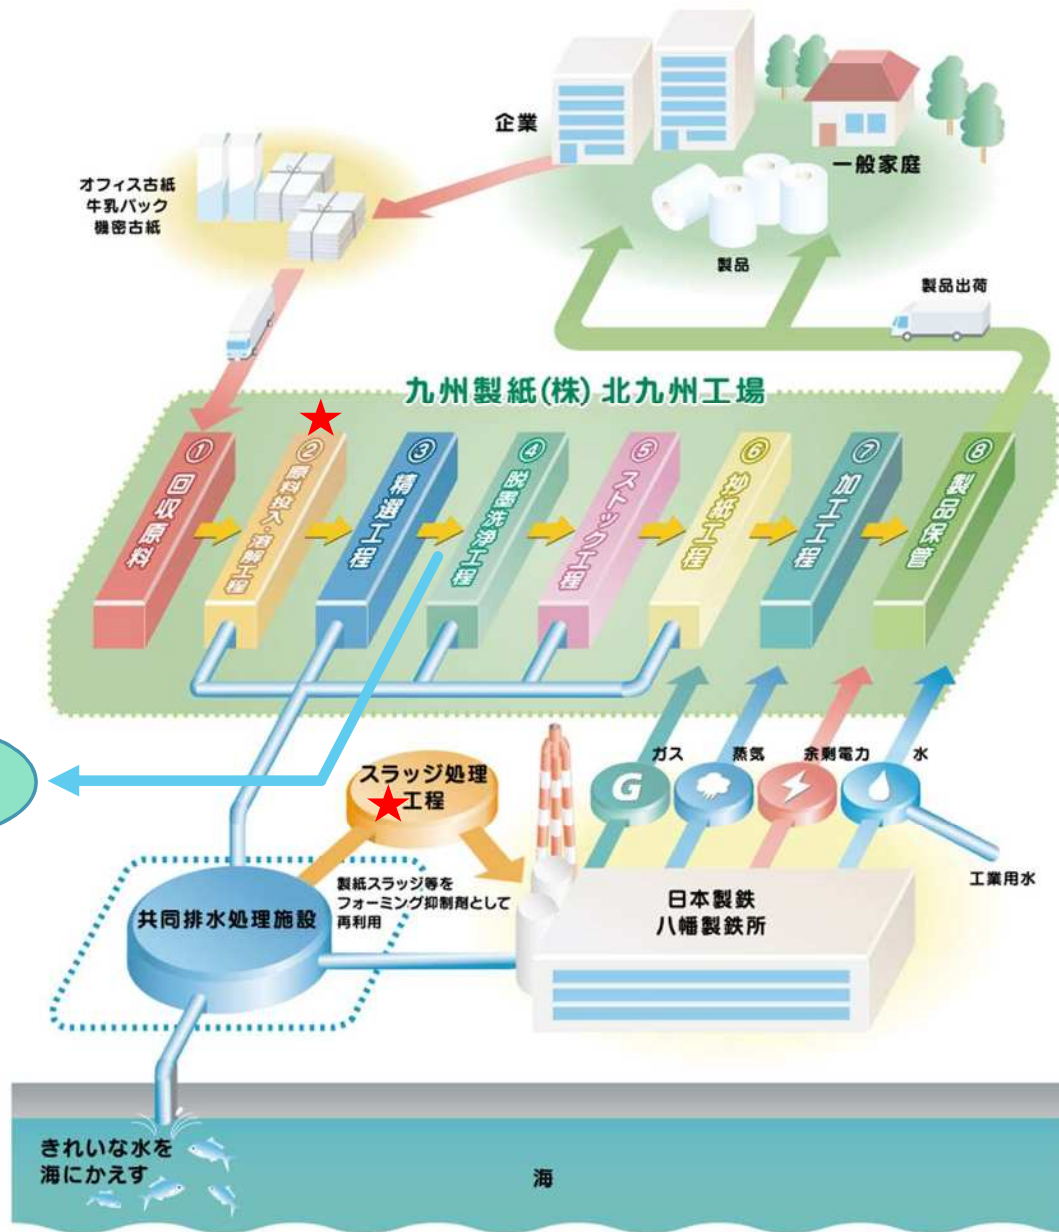 企業
一般家庭
オフィス古紙
牛乳パック
機密古紙
製品
製品出荷
九州製紙(株) 北九州工場
① 回収原料
② 原料投入・溶解工程
③ 精選工程
④ 脱墨洗浄工程
⑤ ストック工程
⑥ 抄紙工程
⑦ 加工工程
⑧ 製品保管
ガス
蒸気
余剰電力
水
G
スラッジ処理
工程
工業用水
製紙スラッジ等を
フォーミング抑制剤として
再利用
日本製鉄
八幡製鉄所
共同排水処理施設
きれいな水を
海にかえす
海